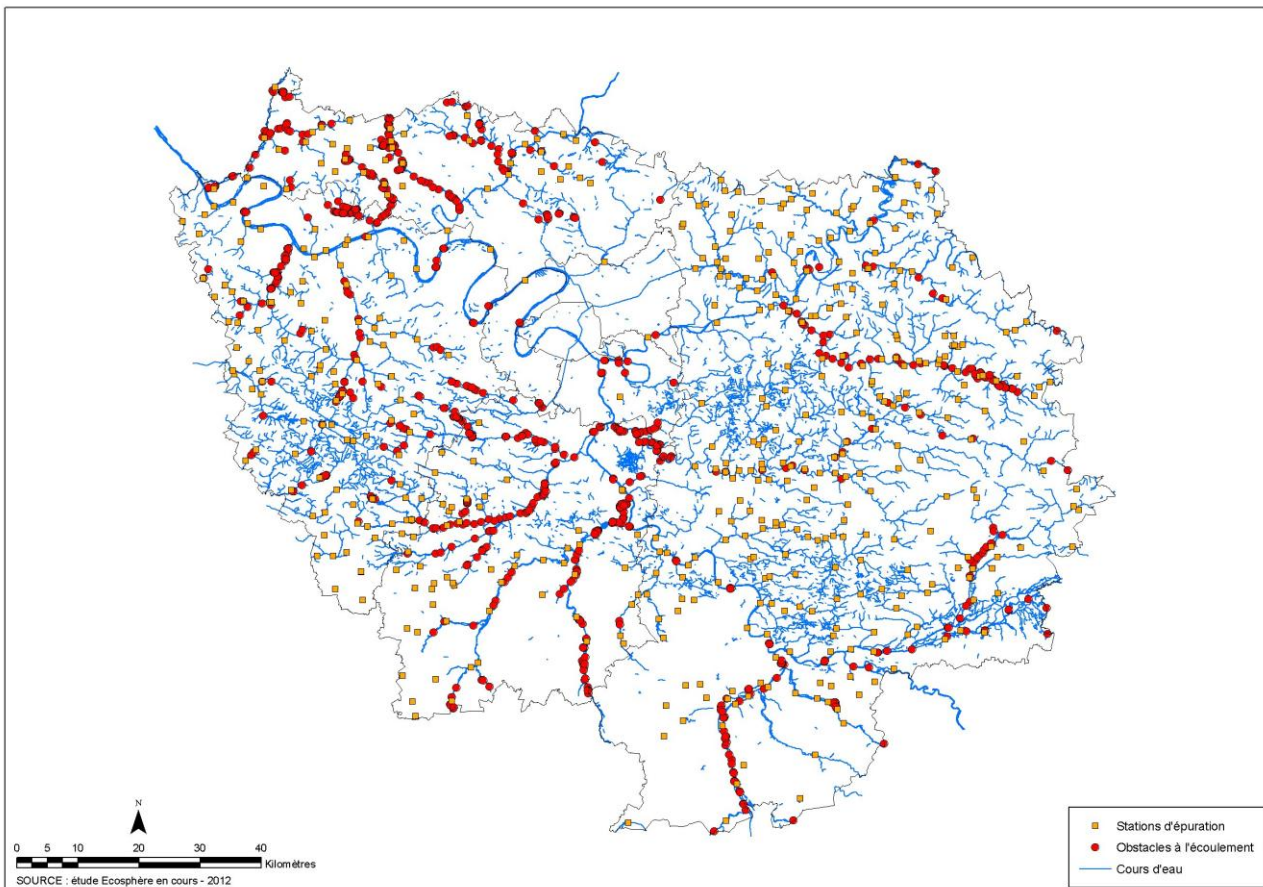 N
0 5 10 20 30 40
Kilomètres
SOURCE : étude Ecosphère en cours - 2012
Stations d'épuration
Obstacles à l'écoulement
Cours d'eau